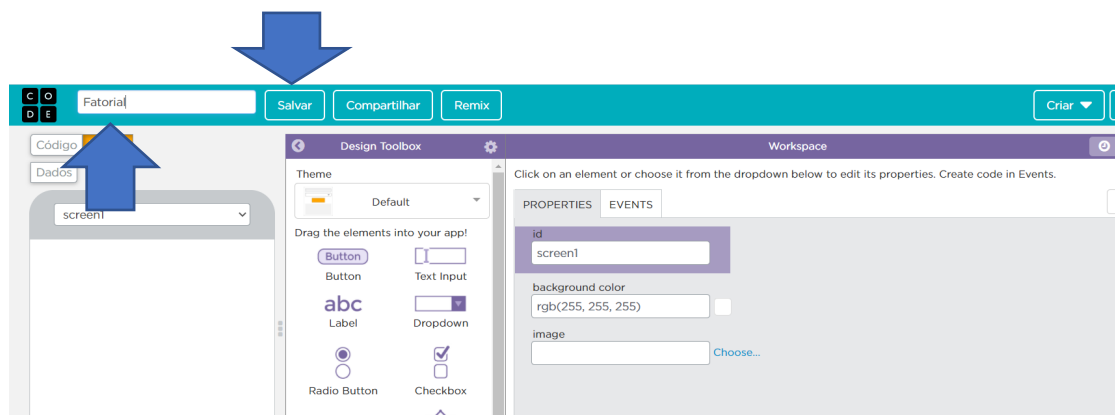 CODE
Fatorial
Salvar
Compartilhar
Remix
Criar
Código
Dados
screen1
Design Toolbox
Theme
Default
Drag the elements into your app!
Button
Button
Text Input
abc
Label
Dropdown
Radio Button
Checkbox
Workspace
Click on an element or choose it from the dropdown below to edit its properties. Create code in Events.
PROPERTIES
EVENTS
id
screen1
background color
rgb(255, 255, 255)
image
Choose...